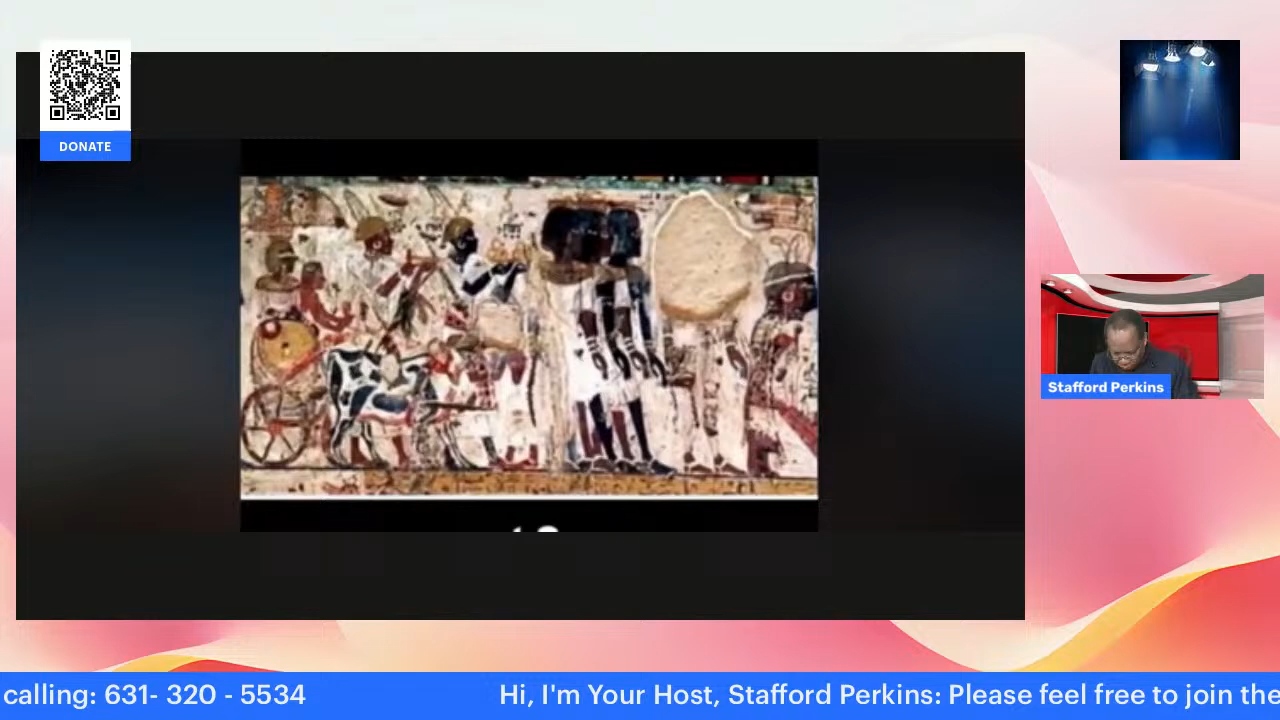 DONATE
Stafford Perkins
calling: 631- 320 - 5534 Hi, I'm Your Host, Stafford Perkins: Please feel free to join the